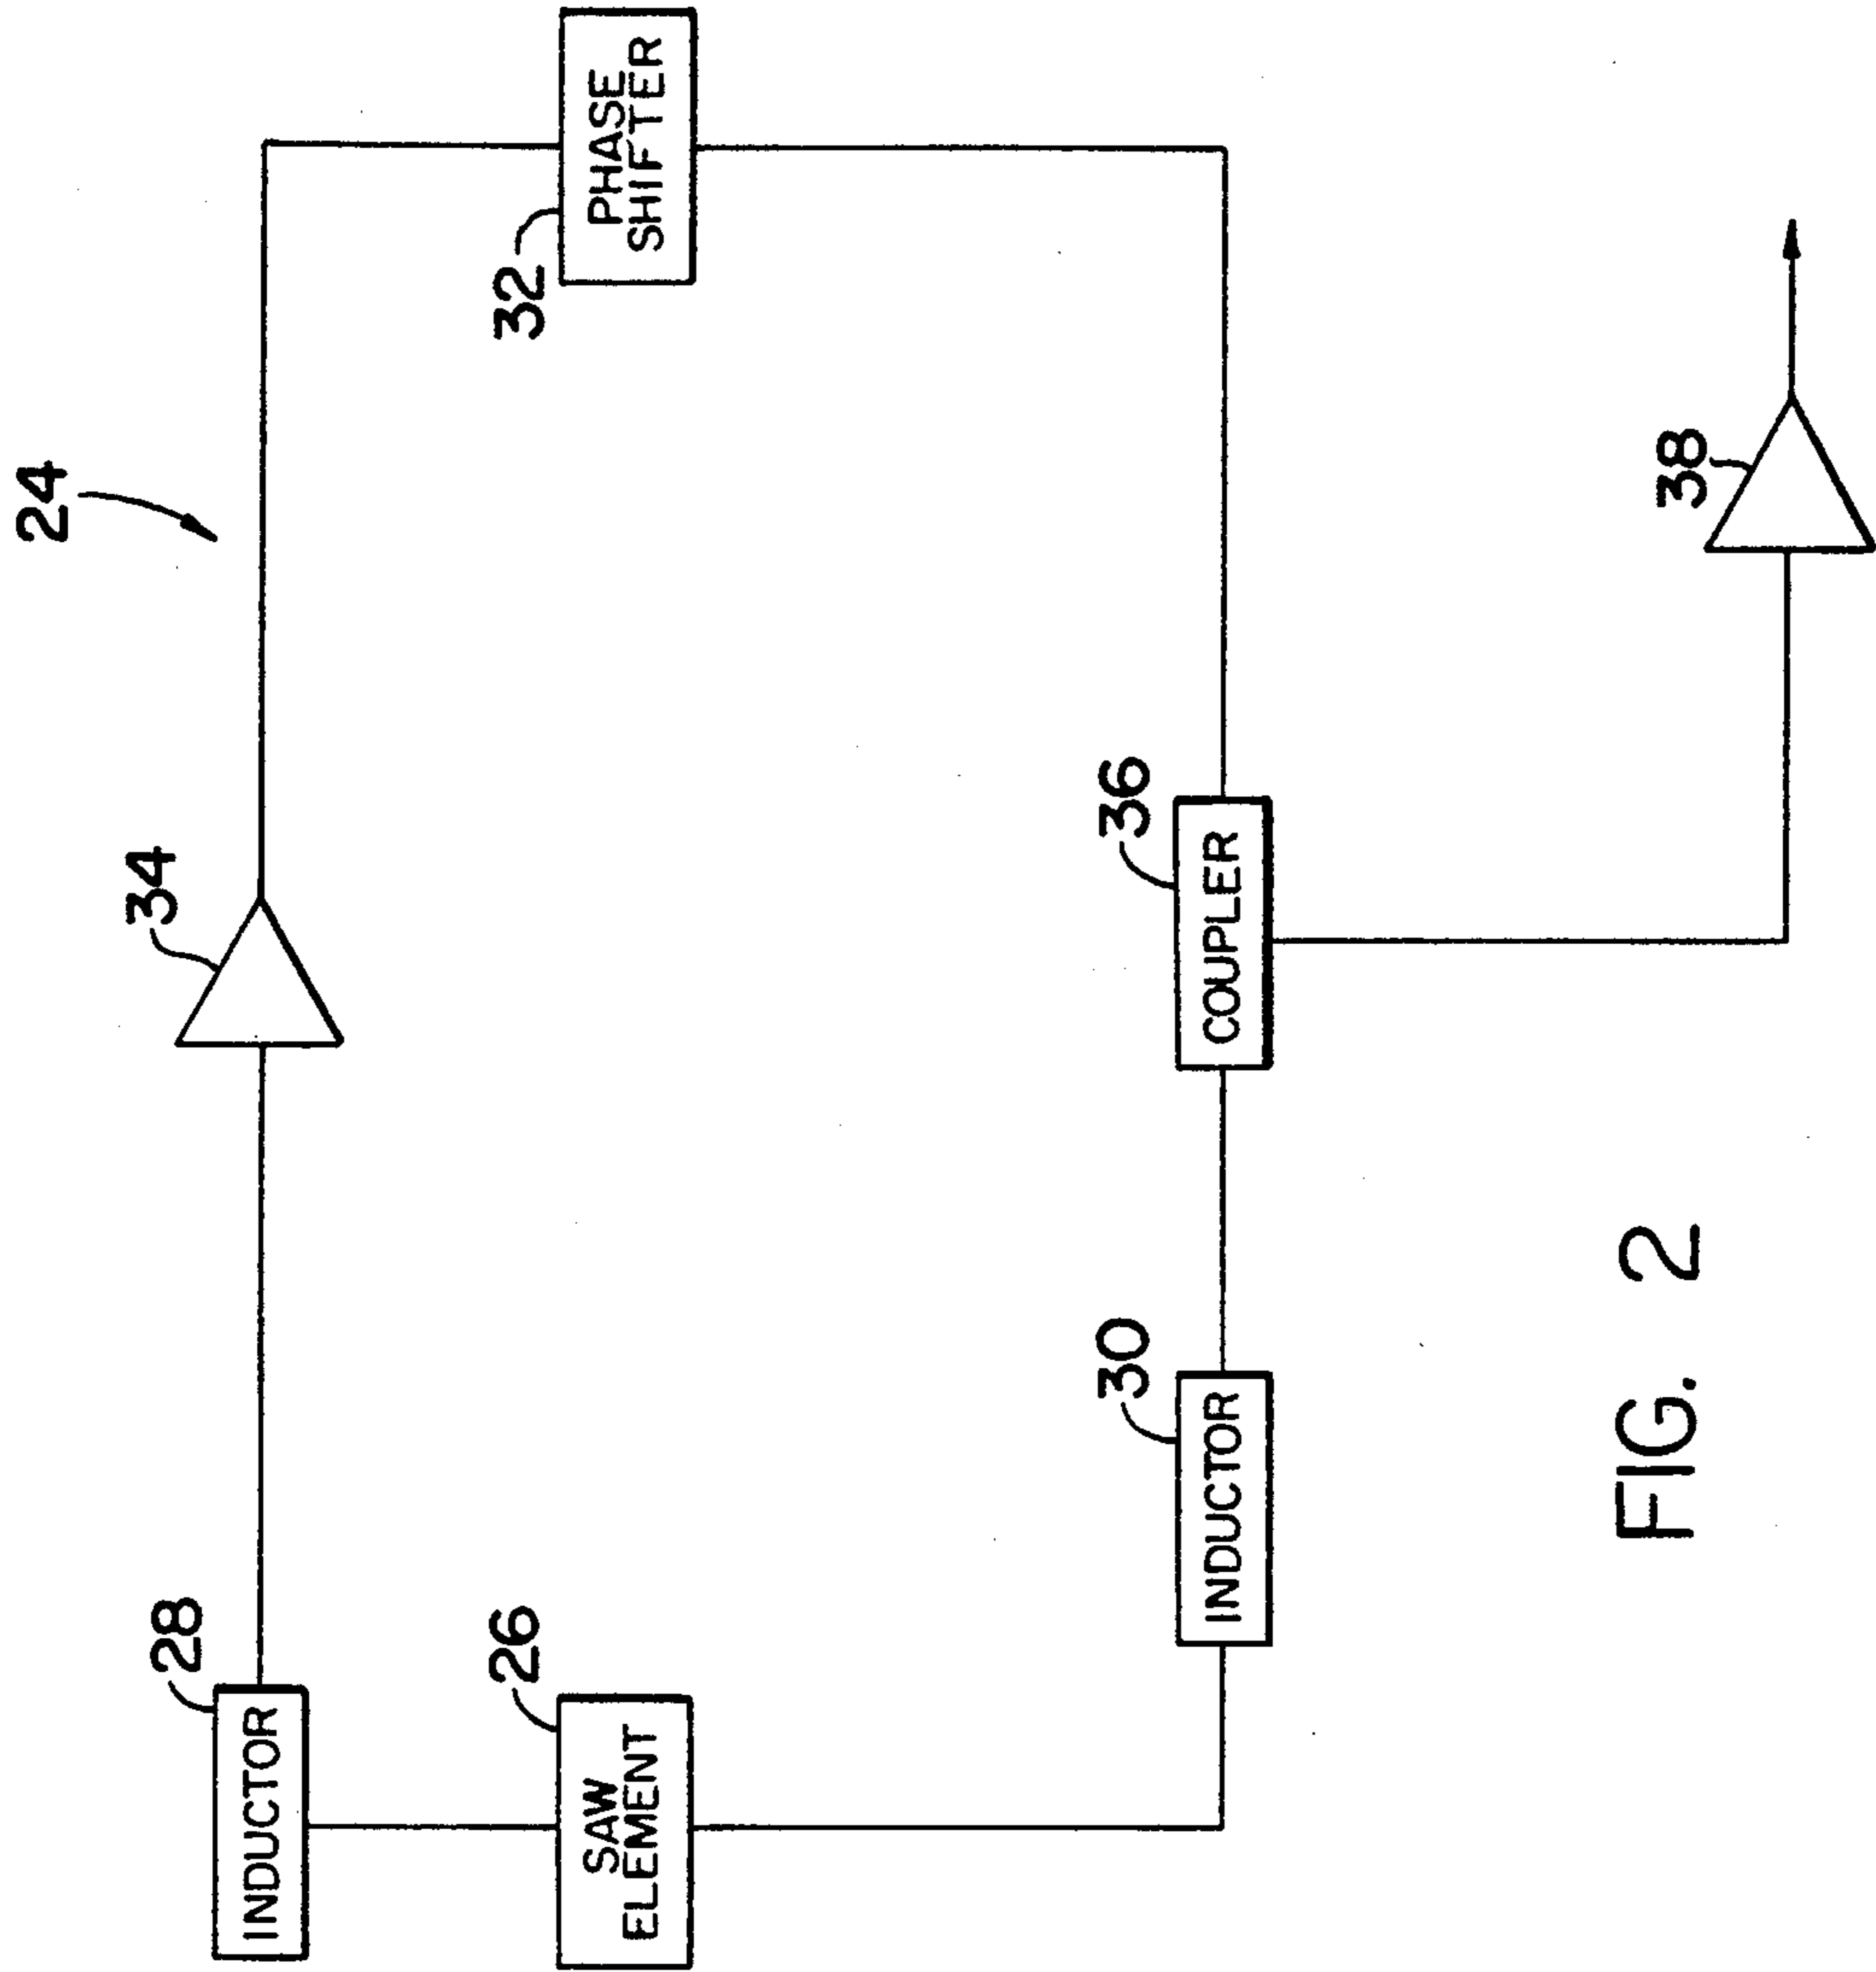 24
34
28
INDUCTOR
32
PHASE
SHIFTER
26
SAW
ELEMENT
36
COUPLER
30
INDUCTOR
38
FIG. 2